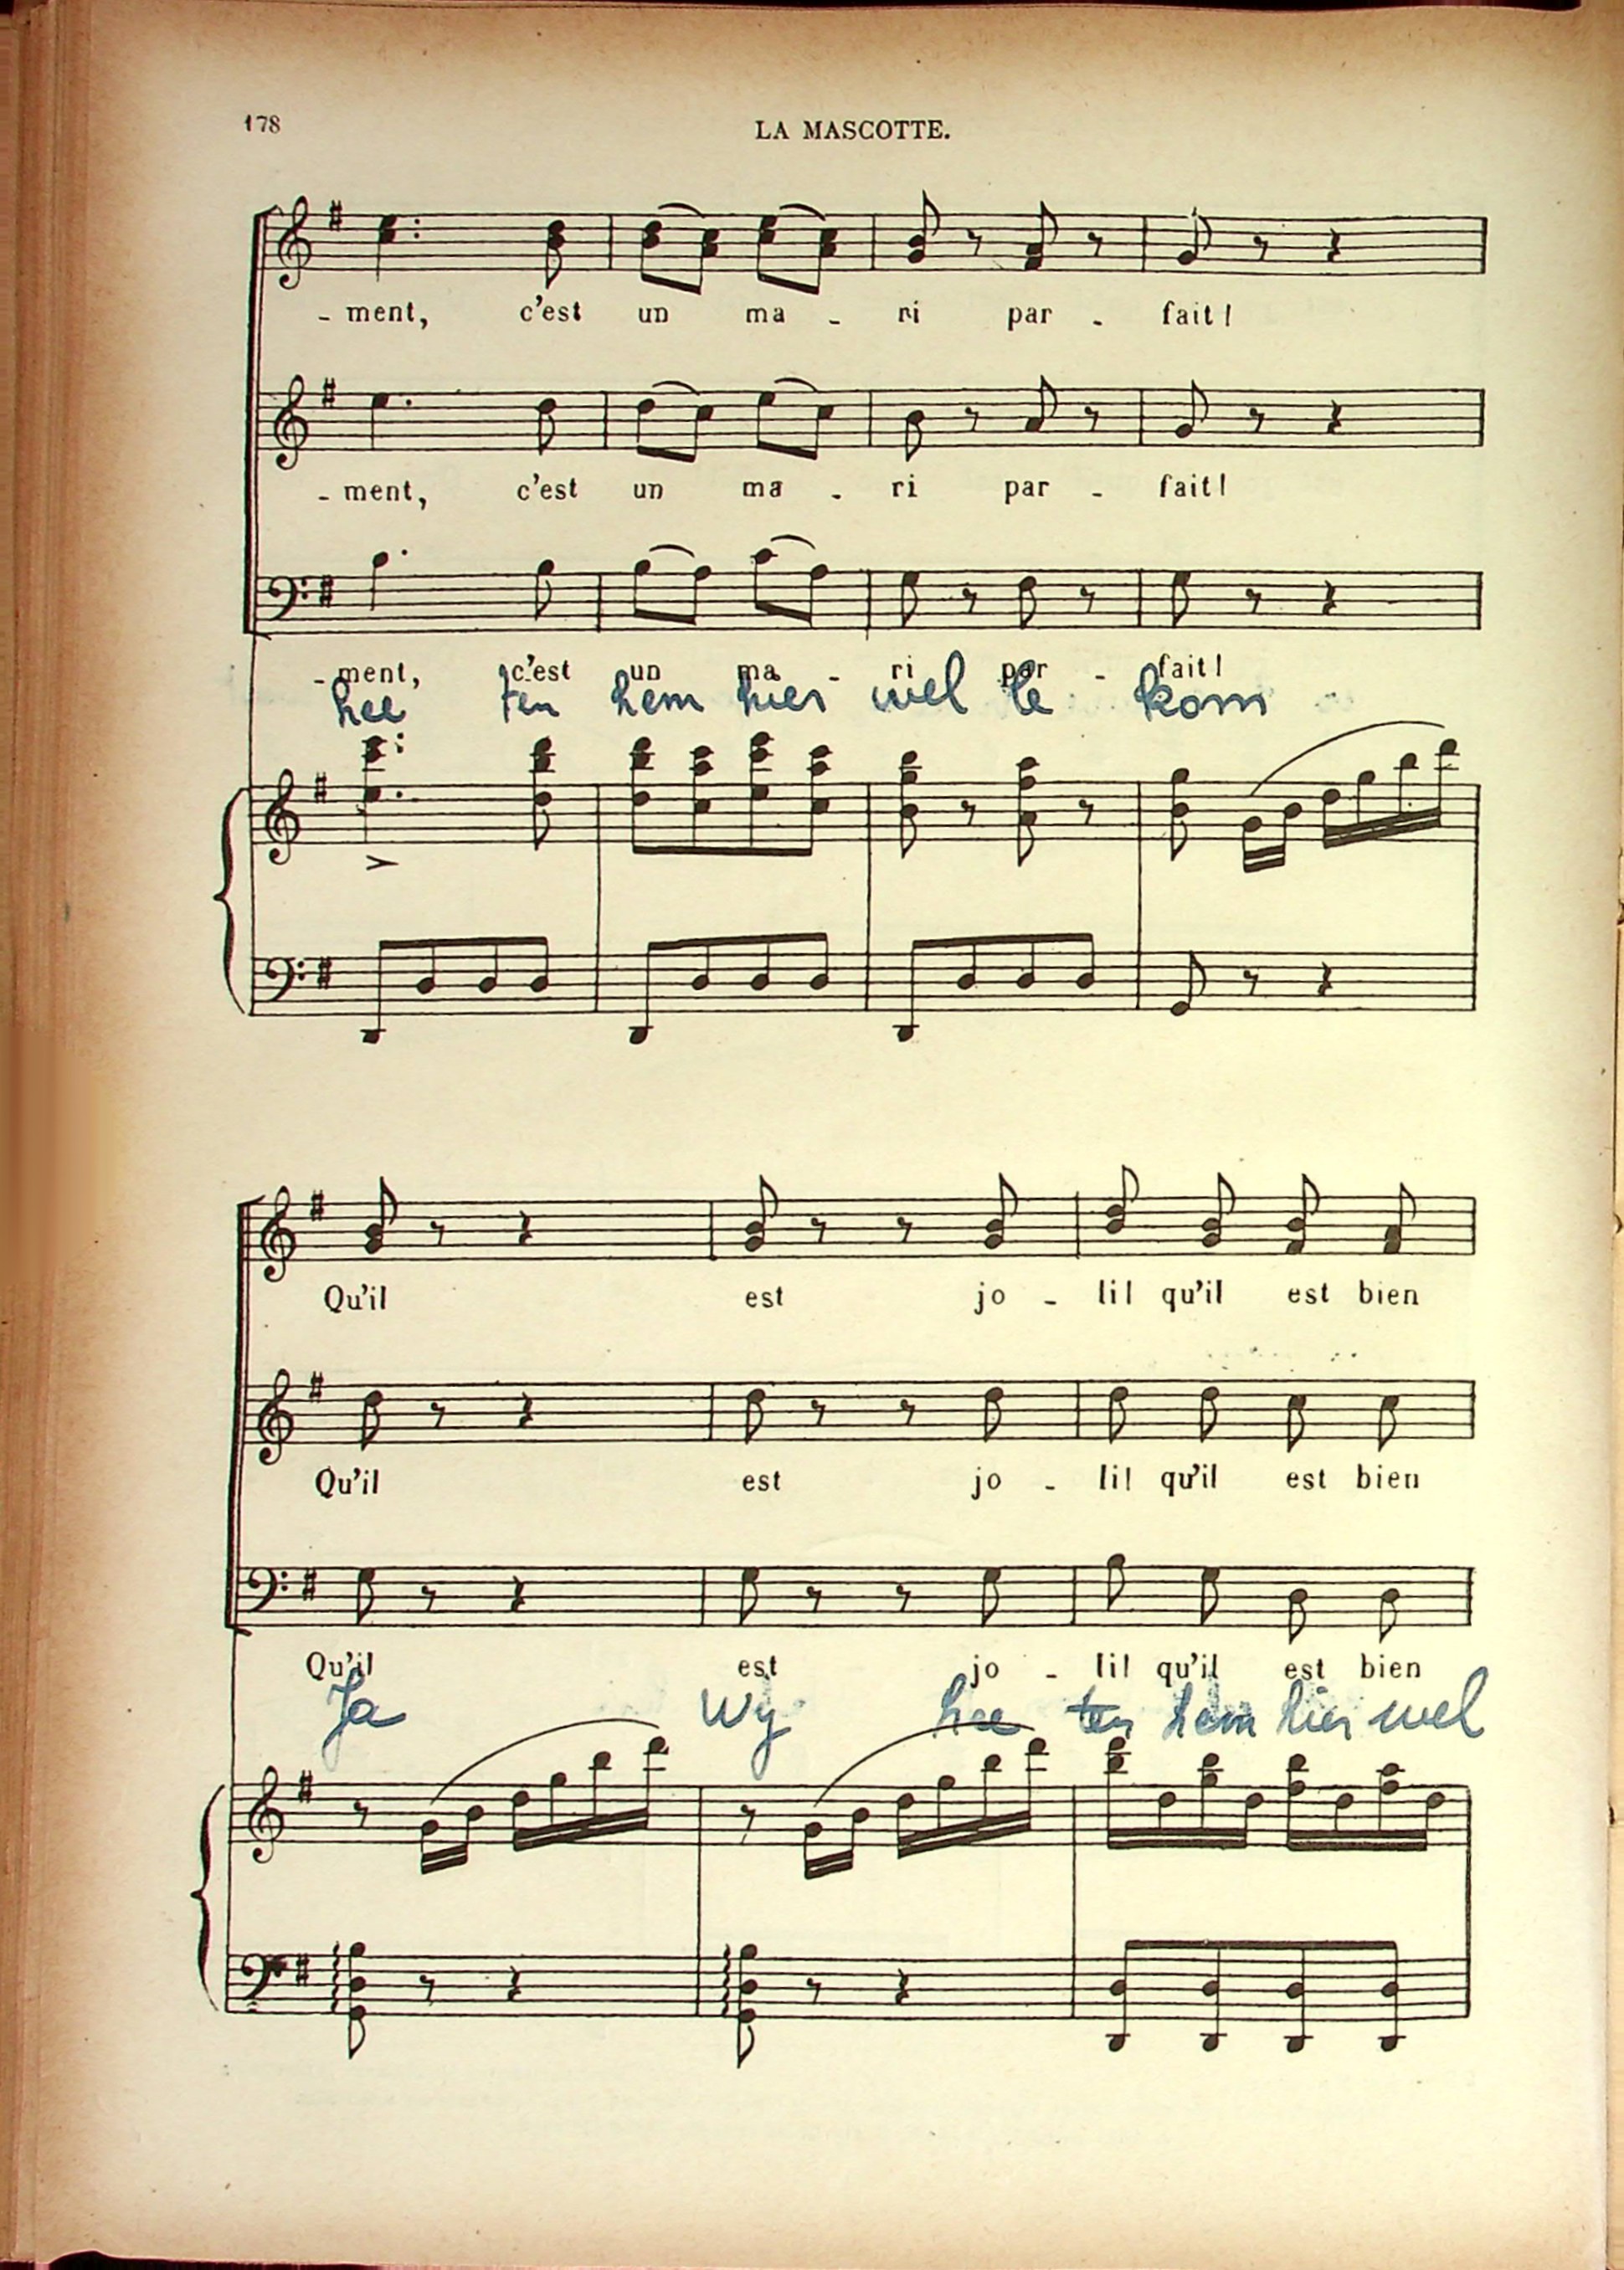 178
LA MASCOTTE.
- ment, c'est un ma - ri par - fait!
- ment, c'est un ma - ri par - fait!
- ment, c'est un ma - ri par - fait!
hee ten hem hier wel le kom
Qu'il est jo - li! qu'il est bien
Qu'il est jo - li! qu'il est bien
Qu'il est jo - li! qu'il est bien
Ja Wy hee ten hem hier wel